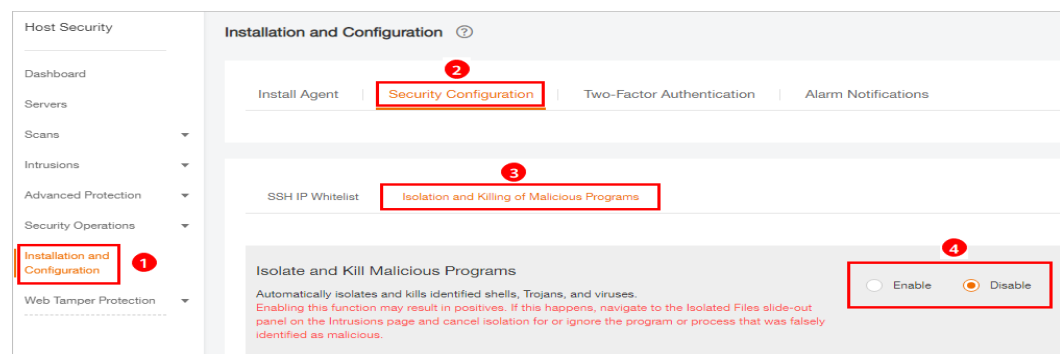 Host Security
Dashboard
Servers
Scans
Intrusions
Advanced Protection
Security Operations
Installation and
Configuration
1
Web Tamper Protection
Installation and Configuration ?
2
Install Agent
Security Configuration
Two-Factor Authentication
Alarm Notifications
3
SSH IP Whitelist
Isolation and Killing of Malicious Programs
4
Isolate and Kill Malicious Programs
Enable
Disable
Automatically isolates and kills identified shells, Trojans, and viruses.
Enabling this function may result in positives. If this happens, navigate to the Isolated Files slide-out
panel on the Intrusions page and cancel isolation for or ignore the program or process that was falsely
identified as malicious.